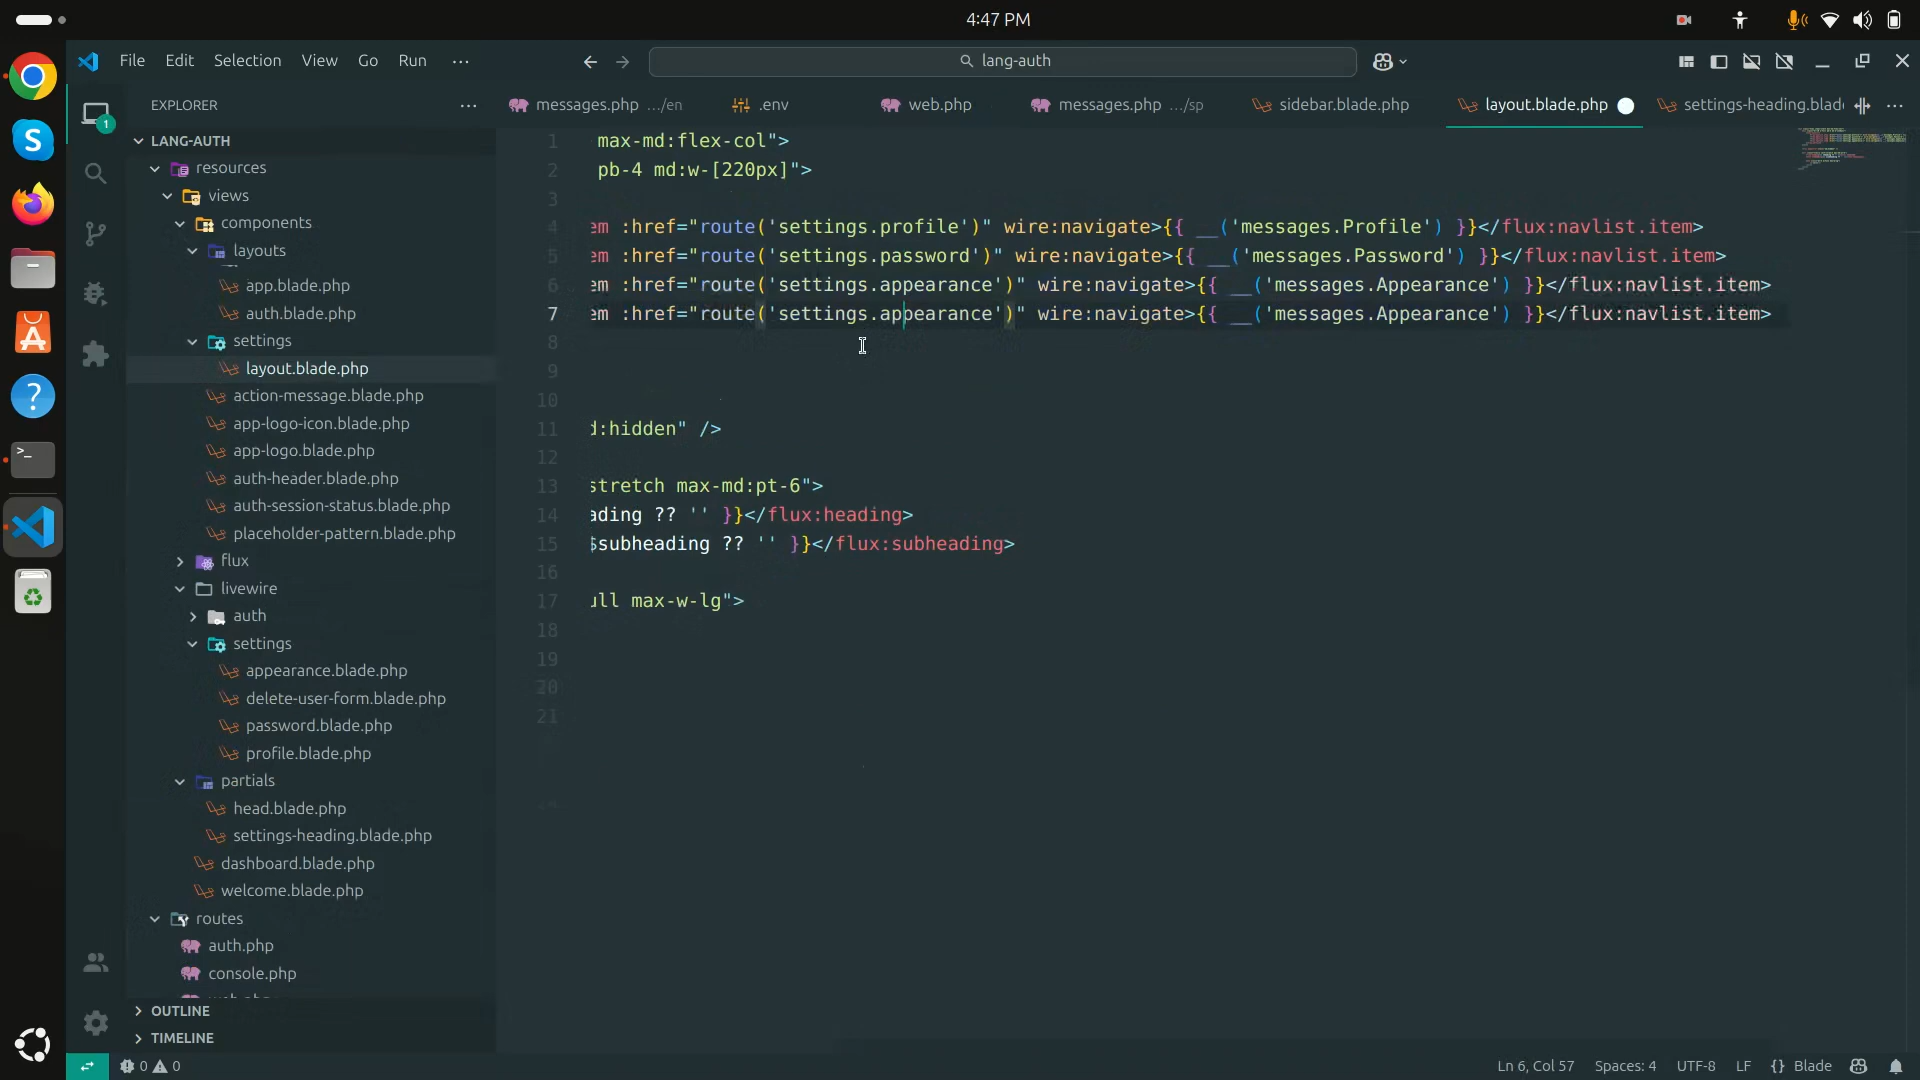 4:47 PM
File Edit Selection View Go Run ...
lang-auth
EXPLORER
messages.php .../en
.env
web.php
messages.php .../sp
sidebar.blade.php
layout.blade.php
settings-heading.blad
1
LANG-AUTH
resources
views
components
layouts
app.blade.php
auth.blade.php
settings
layout.blade.php
action-message.blade.php
app-logo-icon.blade.php
app-logo.blade.php
auth-header.blade.php
auth-session-status.blade.php
placeholder-pattern.blade.php
flux
livewire
auth
settings
appearance.blade.php
delete-user-form.blade.php
password.blade.php
profile.blade.php
partials
head.blade.php
settings-heading.blade.php
dashboard.blade.php
welcome.blade.php
routes
auth.php
console.php
OUTLINE
TIMELINE
1 max-md:flex-col">
2 pb-4 md:w-[220px]">
3
4 em :href="route('settings.profile')" wire:navigate>{{ __('messages.Profile') }}</flux:navlist.item>
5 em :href="route('settings.password')" wire:navigate>{{ __('messages.Password') }}</flux:navlist.item>
6 em :href="route('settings.appearance')" wire:navigate>{{ __('messages.Appearance') }}</flux:navlist.item>
7 em :href="route('settings.appearance')" wire:navigate>{{ __('messages.Appearance') }}</flux:navlist.item>
8
9
10
11 d:hidden" />
12
13 stretch max-md:pt-6">
14 ading ?? '' }}</flux:heading>
15 $subheading ?? '' }}</flux:subheading>
16
17 ull max-w-lg">
18
19
20
21
0 0
Ln 6, Col 57
Spaces: 4
UTF-8
LF
{} Blade